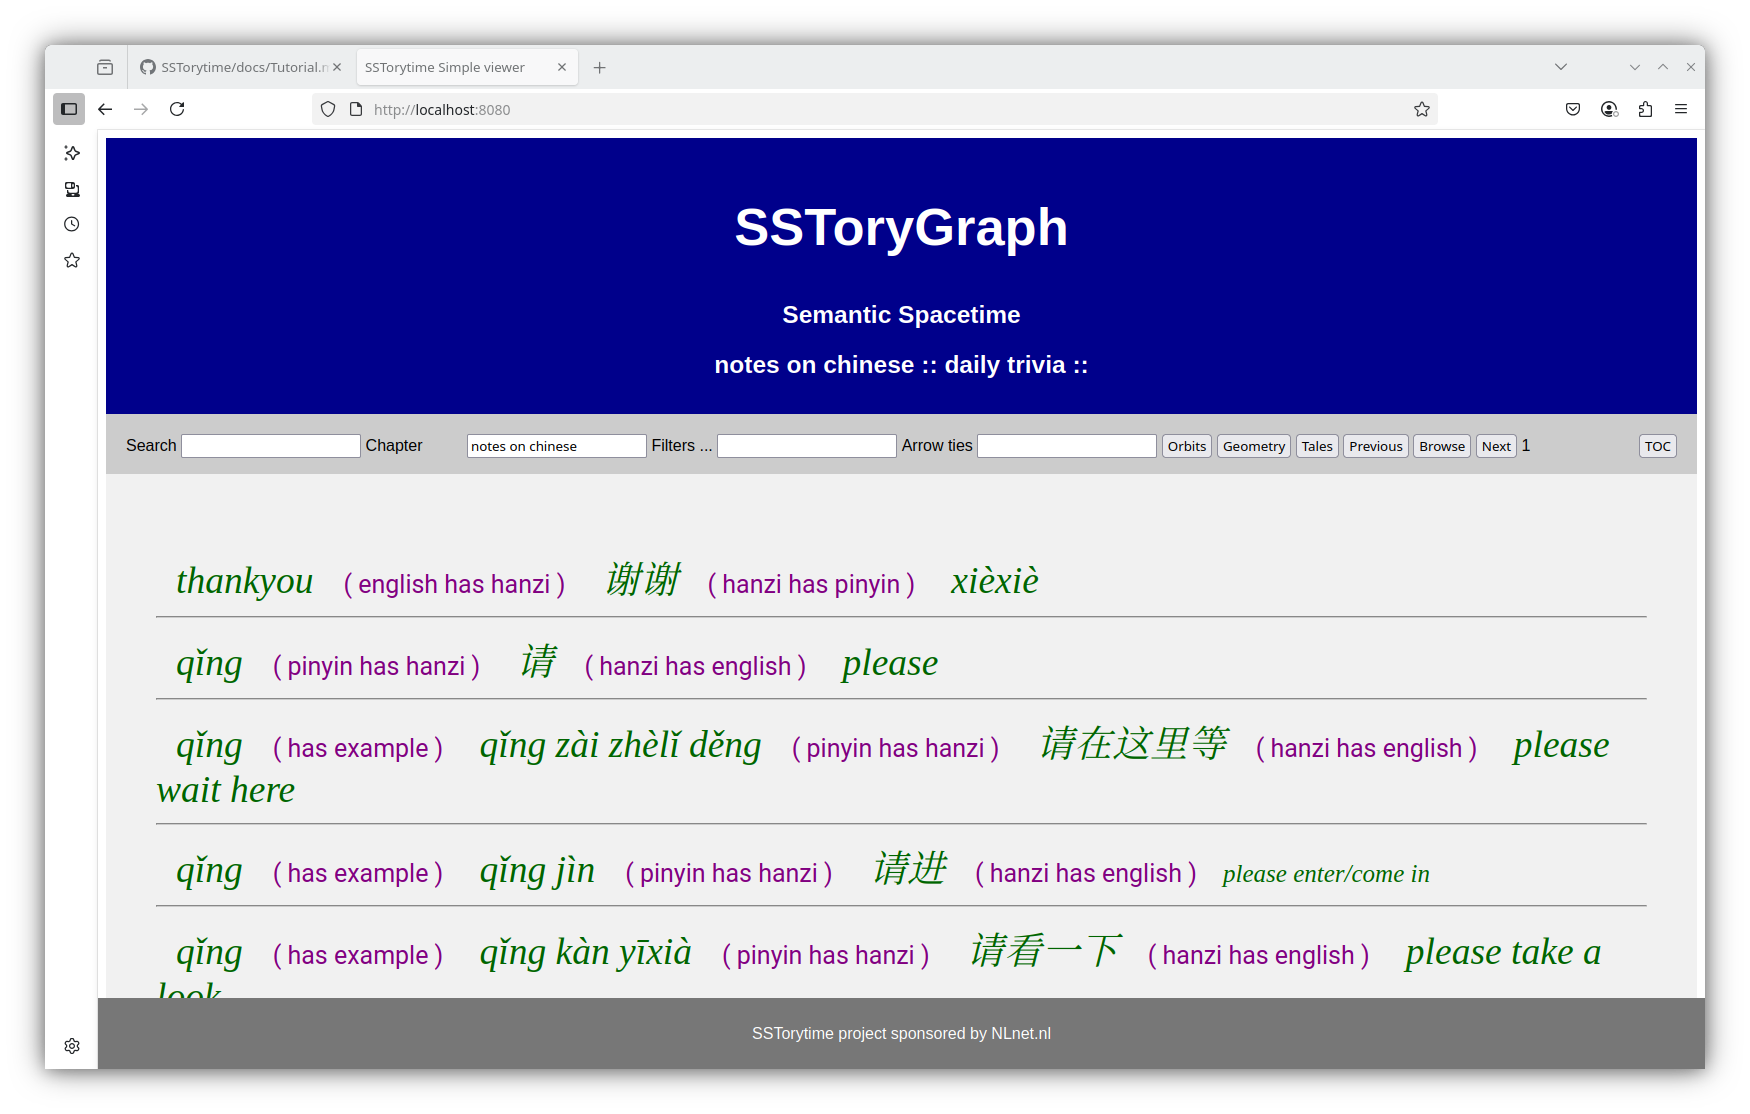 SSTorytime/docs/Tutorial.
SSTorytime Simple viewer
http://localhost:8080
SSToryGraph
Semantic Spacetime
notes on chinese :: daily trivia ::
Search Chapter notes on chinese Filters ... Arrow ties Orbits Geometry Tales Previous Browse Next 1 TOC
thankyou ( english has hanzi ) 谢谢 ( hanzi has pinyin ) xièxiè
qǐng ( pinyin has hanzi ) 请 ( hanzi has english ) please
qǐng ( has example ) qǐng zài zhèlǐ děng ( pinyin has hanzi ) 请在这里等 ( hanzi has english ) please
wait here
qǐng ( has example ) qǐng jìn ( pinyin has hanzi ) 请进 ( hanzi has english ) please enter/come in
qǐng ( has example ) qǐng kàn yīxià ( pinyin has hanzi ) 请看一下 ( hanzi has english ) please take a
look
SSTorytime project sponsored by NLnet.nl